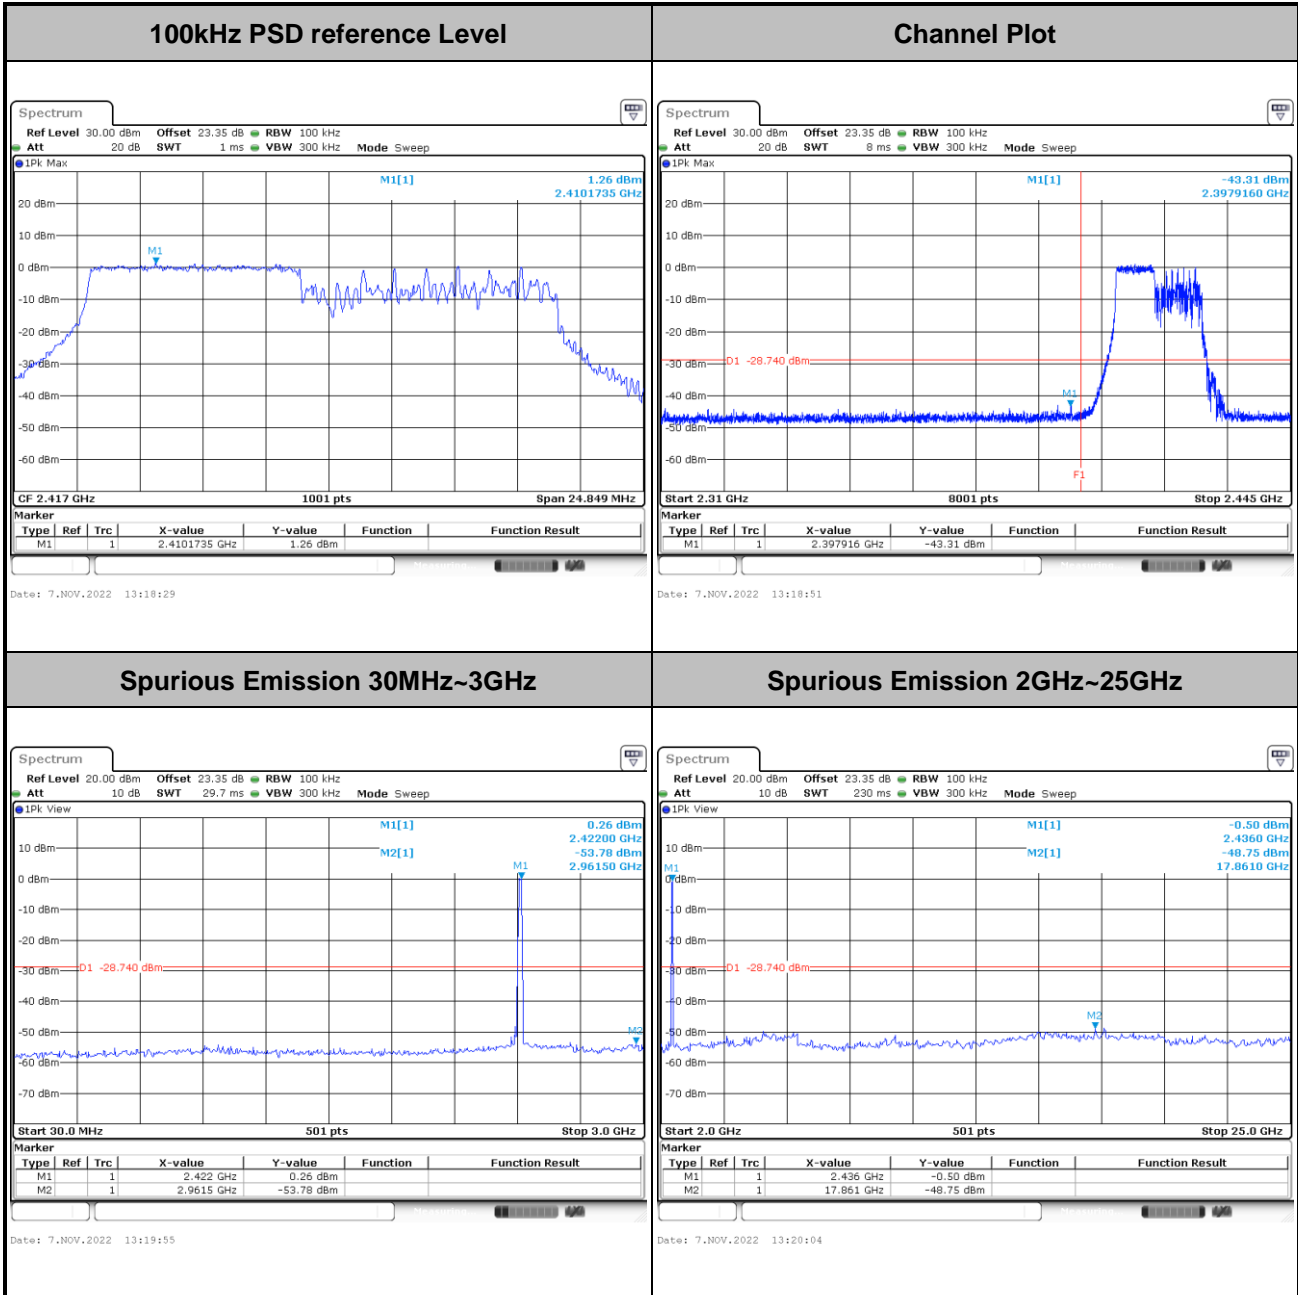 100kHz PSD reference Level
Channel Plot
Spectrum
Ref Level 30.00 dBm Offset 23.35 dB RBW 100 kHz
Att 20 dB SWT 1 ms VBW 300 kHz Mode Sweep
1Pk Max
M1[1] 1.26 dBm
2.4101735 GHz
20 dBm
10 dBm
M1
0 dBm
-10 dBm
-20 dBm
-30 dBm
-40 dBm
-50 dBm
-60 dBm
CF 2.417 GHz 1001 pts Span 24.849 MHz
Marker
Type Ref Trc X-value Y-value Function Function Result
M1 1 2.4101735 GHz 1.26 dBm
Date: 7.NOV.2022 13:18:29
Spectrum
Ref Level 30.00 dBm Offset 23.35 dB RBW 100 kHz
Att 20 dB SWT 8 ms VBW 300 kHz Mode Sweep
1Pk Max
M1[1] -43.31 dBm
2.3979160 GHz
20 dBm
10 dBm
0 dBm
-10 dBm
-20 dBm
D1 -28.740 dBm
-30 dBm
-40 dBm
M1
-50 dBm
-60 dBm
F1
Start 2.31 GHz 8001 pts Stop 2.445 GHz
Marker
Type Ref Trc X-value Y-value Function Function Result
M1 1 2.397916 GHz -43.31 dBm
Measuring...
Date: 7.NOV.2022 13:18:51
Spurious Emission 30MHz~3GHz
Spurious Emission 2GHz~25GHz
Spectrum
Ref Level 20.00 dBm Offset 23.35 dB RBW 100 kHz
Att 10 dB SWT 29.7 ms VBW 300 kHz Mode Sweep
1Pk View
M1[1] 0.26 dBm
2.42200 GHz
10 dBm
M2[1] -53.78 dBm
2.96150 GHz
M1
0 dBm
-10 dBm
-20 dBm
D1 -28.740 dBm
-30 dBm
-40 dBm
-50 dBm
M2
-60 dBm
-70 dBm
Start 30.0 MHz 501 pts Stop 3.0 GHz
Marker
Type Ref Trc X-value Y-value Function Function Result
M1 1 2.422 GHz 0.26 dBm
M2 1 2.9615 GHz -53.78 dBm
Date: 7.NOV.2022 13:19:55
Spectrum
Ref Level 20.00 dBm Offset 23.35 dB RBW 100 kHz
Att 10 dB SWT 230 ms VBW 300 kHz Mode Sweep
1Pk View
M1[1] -0.50 dBm
2.4360 GHz
10 dBm
M2[1] -48.75 dBm
17.8610 GHz
M1
0 dBm
-10 dBm
-20 dBm
D1 -28.740 dBm
-30 dBm
-40 dBm
M2
-50 dBm
-60 dBm
-70 dBm
Start 2.0 GHz 501 pts Stop 25.0 GHz
Marker
Type Ref Trc X-value Y-value Function Function Result
M1 1 2.436 GHz -0.50 dBm
M2 1 17.861 GHz -48.75 dBm
Date: 7.NOV.2022 13:20:04